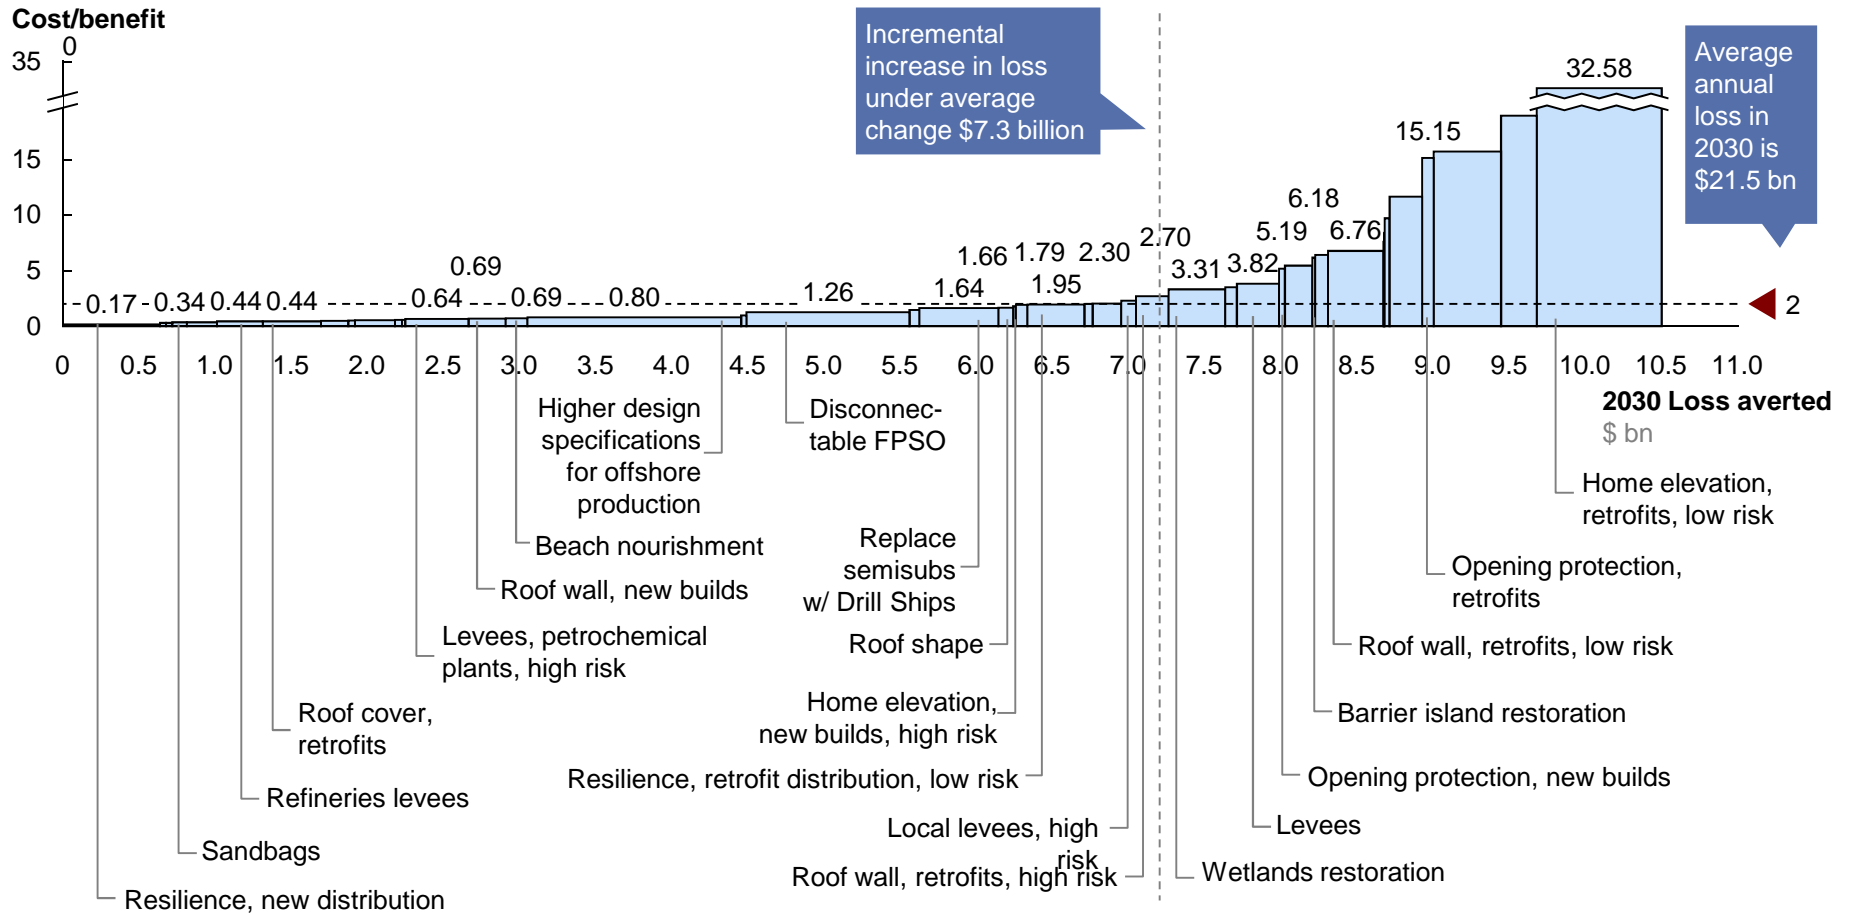 Cost/benefit
0
35
15
10
5
0
Incremental
increase in loss
under average
change $7.3 billion
Average
annual
loss in
2030 is
$21.5 bn
0.17
0.34
0.44
0.44
0.64
0.69
0.69
0.80
1.26
1.64
1.66
1.79
1.95
2.30
2.70
3.31
3.82
5.19
6.18
6.76
15.15
32.58
2
0
0.5
1.0
1.5
2.0
2.5
3.0
3.5
4.0
4.5
5.0
5.5
6.0
6.5
7.0
7.5
8.0
8.5
9.0
9.5
10.0
10.5
11.0
2030 Loss averted
$ bn
Higher design
specifications
for offshore
production
Disconnec-
table FPSO
Home elevation,
retrofits, low risk
Beach nourishment
Replace
semisubs
w/ Drill Ships
Opening protection,
retrofits
Roof wall, new builds
Levees, petrochemical
plants, high risk
Roof shape
Roof wall, retrofits, low risk
Roof cover,
retrofits
Home elevation,
new builds, high risk
Barrier island restoration
Resilience, retrofit distribution, low risk
Opening protection, new builds
Refineries levees
Local levees, high
risk
Levees
Sandbags
Roof wall, retrofits, high risk
Wetlands restoration
Resilience, new distribution